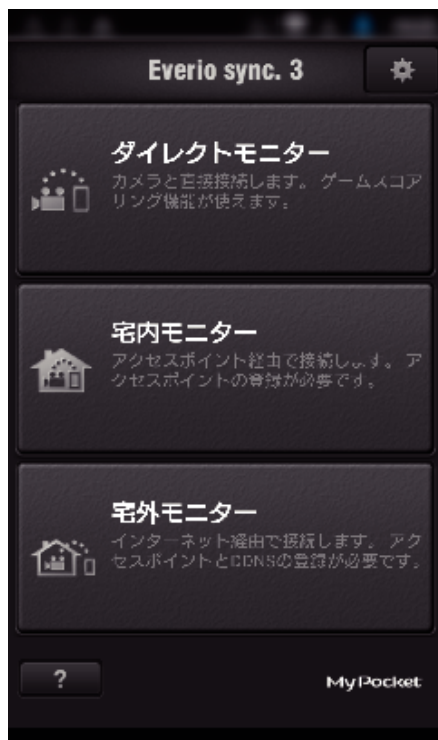 Everio sync. 3
ダイレクトモニター
カメラと直接接続します。 ゲームスコア
リング機能が使えます。
宅内モニター
アクセスポイント経由で接続します。 ア
クセスポイントの登録が必要です。
宅外モニター
インターネット経由で接続します。 アク
セスポイントとDDNSの登録が必要です。
?
My Pocket